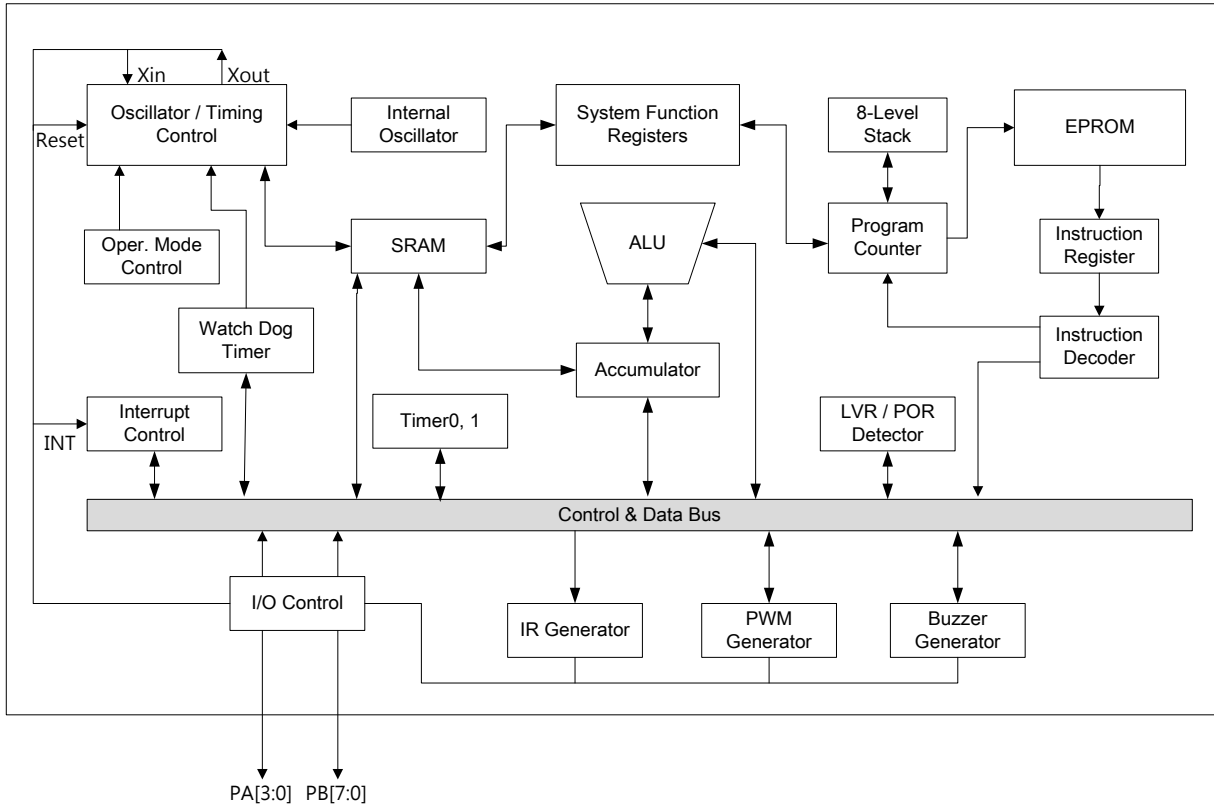 Xin
Xout
Oscillator / Timing
Control
Reset
Internal
Oscillator
System Function
Registers
8-Level
Stack
EPROM
Oper. Mode
Control
SRAM
ALU
Program
Counter
Instruction
Register
Watch Dog
Timer
Accumulator
Instruction
Decoder
Interrupt
Control
INT
Timer0, 1
LVR / POR
Detector
Control & Data Bus
I/O Control
IR Generator
PWM
Generator
Buzzer
Generator
PA[3:0]
PB[7:0]